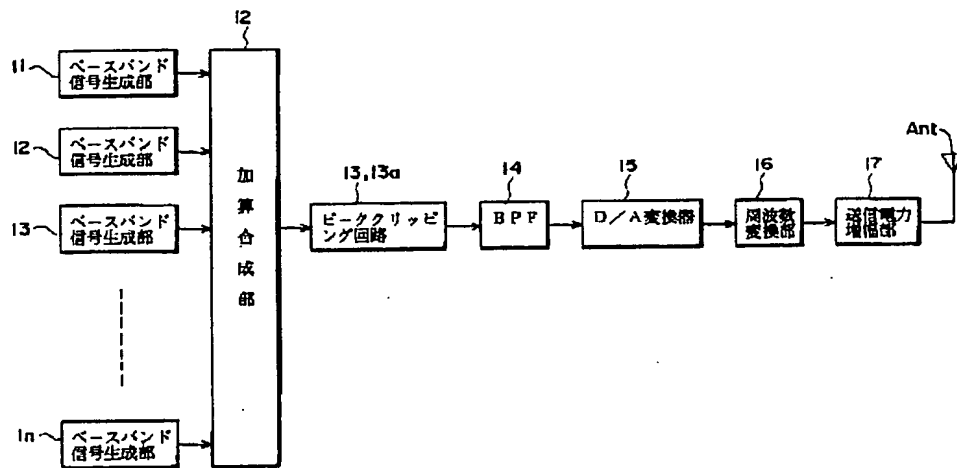 11
ベースバンド
信号生成部
12
ベースバンド
信号生成部
13
ベースバンド
信号生成部
1n
ベースバンド
信号生成部
12
加算合成部
13,13a
ピーククリッピ
ング回路
14
BPF
15
D／A変換器
16
周波数
変換部
17
送信電力
増幅部
Ant